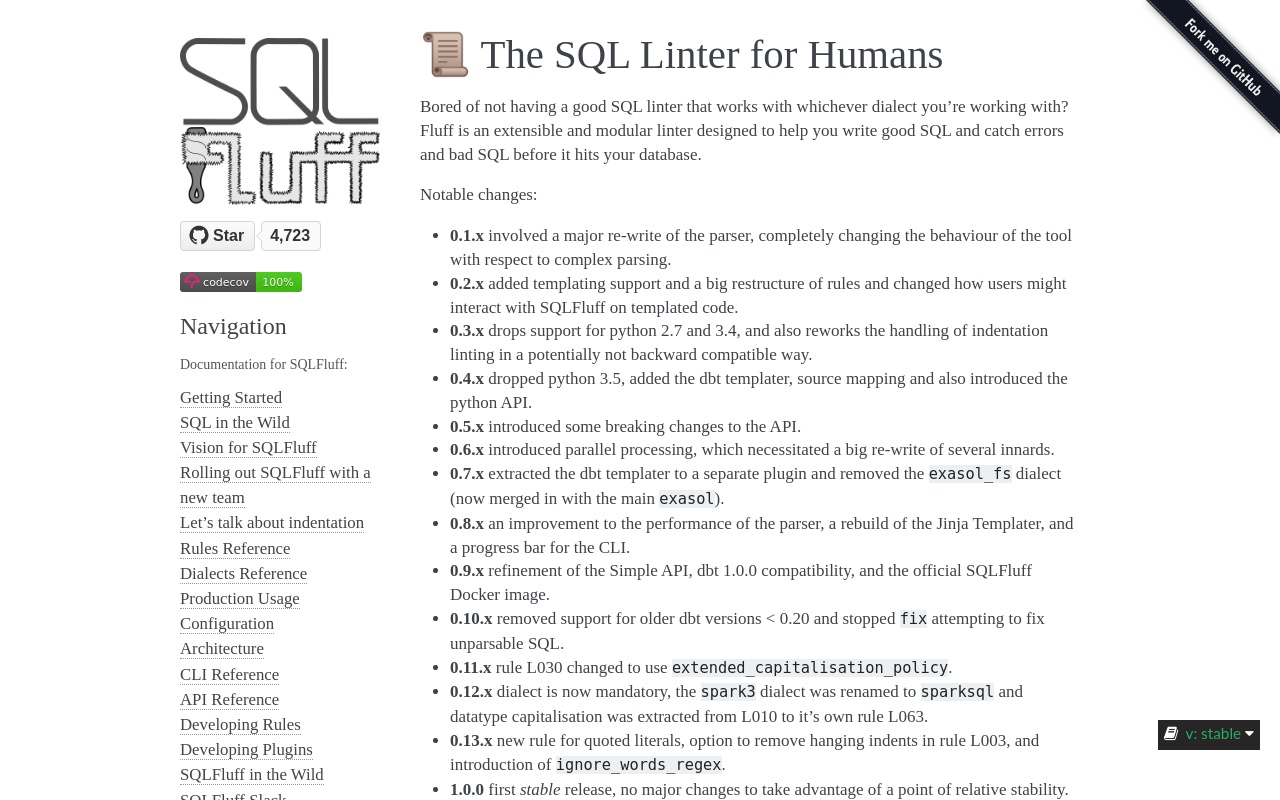 SQL
fluff
Star
4,723
codecov 100%
Navigation
Documentation for SQLFluff:
Getting Started
SQL in the Wild
Vision for SQLFluff
Rolling out SQLFluff with a
new team
Let’s talk about indentation
Rules Reference
Dialects Reference
Production Usage
Configuration
Architecture
CLI Reference
API Reference
Developing Rules
Developing Plugins
SQLFluff in the Wild
SQLFluff Slack
The SQL Linter for Humans
Bored of not having a good SQL linter that works with whichever dialect you’re working with?
Fluff is an extensible and modular linter designed to help you write good SQL and catch errors
and bad SQL before it hits your database.
Notable changes:
0.1.x involved a major re-write of the parser, completely changing the behaviour of the tool
with respect to complex parsing.
0.2.x added templating support and a big restructure of rules and changed how users might
interact with SQLFluff on templated code.
0.3.x drops support for python 2.7 and 3.4, and also reworks the handling of indentation
linting in a potentially not backward compatible way.
0.4.x dropped python 3.5, added the dbt templater, source mapping and also introduced the
python API.
0.5.x introduced some breaking changes to the API.
0.6.x introduced parallel processing, which necessitated a big re-write of several innards.
0.7.x extracted the dbt templater to a separate plugin and removed the exasol_fs dialect
(now merged in with the main exasol).
0.8.x an improvement to the performance of the parser, a rebuild of the Jinja Templater, and
a progress bar for the CLI.
0.9.x refinement of the Simple API, dbt 1.0.0 compatibility, and the official SQLFluff
Docker image.
0.10.x removed support for older dbt versions < 0.20 and stopped fix attempting to fix
unparsable SQL.
0.11.x rule L030 changed to use extended_capitalisation_policy.
0.12.x dialect is now mandatory, the spark3 dialect was renamed to sparksql and
datatype capitalisation was extracted from L010 to it’s own rule L063.
0.13.x new rule for quoted literals, option to remove hanging indents in rule L003, and
introduction of ignore_words_regex.
1.0.0 first stable release, no major changes to take advantage of a point of relative stability.
Fork me on GitHub
v: stable